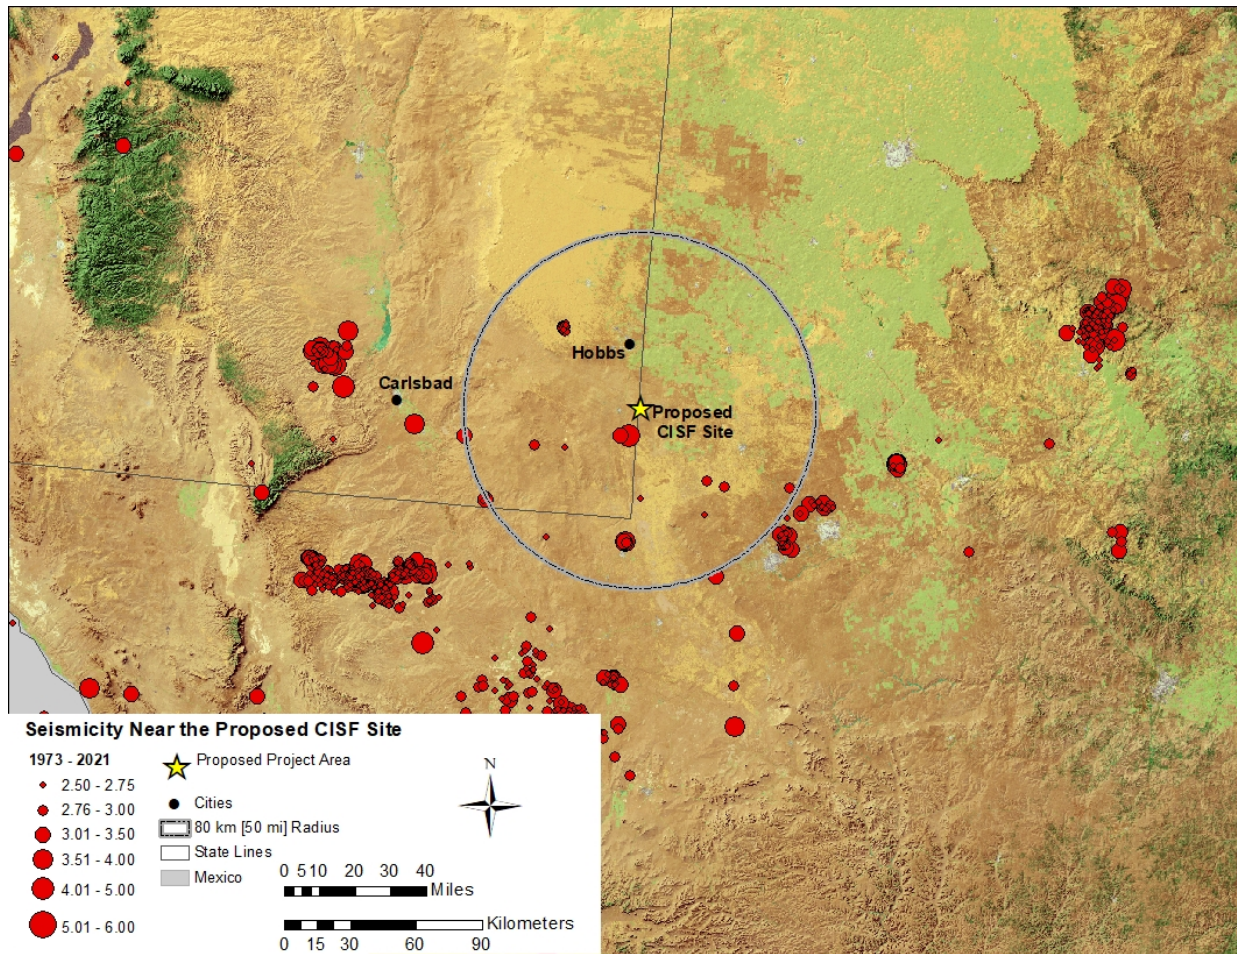 Hobbs
Carlsbad
Proposed
CISF Site
Seismicity Near the Proposed CISF Site
1973 - 2021
2.50 - 2.75
2.76 - 3.00
3.01 - 3.50
3.51 - 4.00
4.01 - 5.00
5.01 - 6.00
Proposed Project Area
Cities
80 km [50 mi] Radius
State Lines
Mexico
N
0 5 10 20 30 40
Miles
Kilometers
0 15 30 60 90